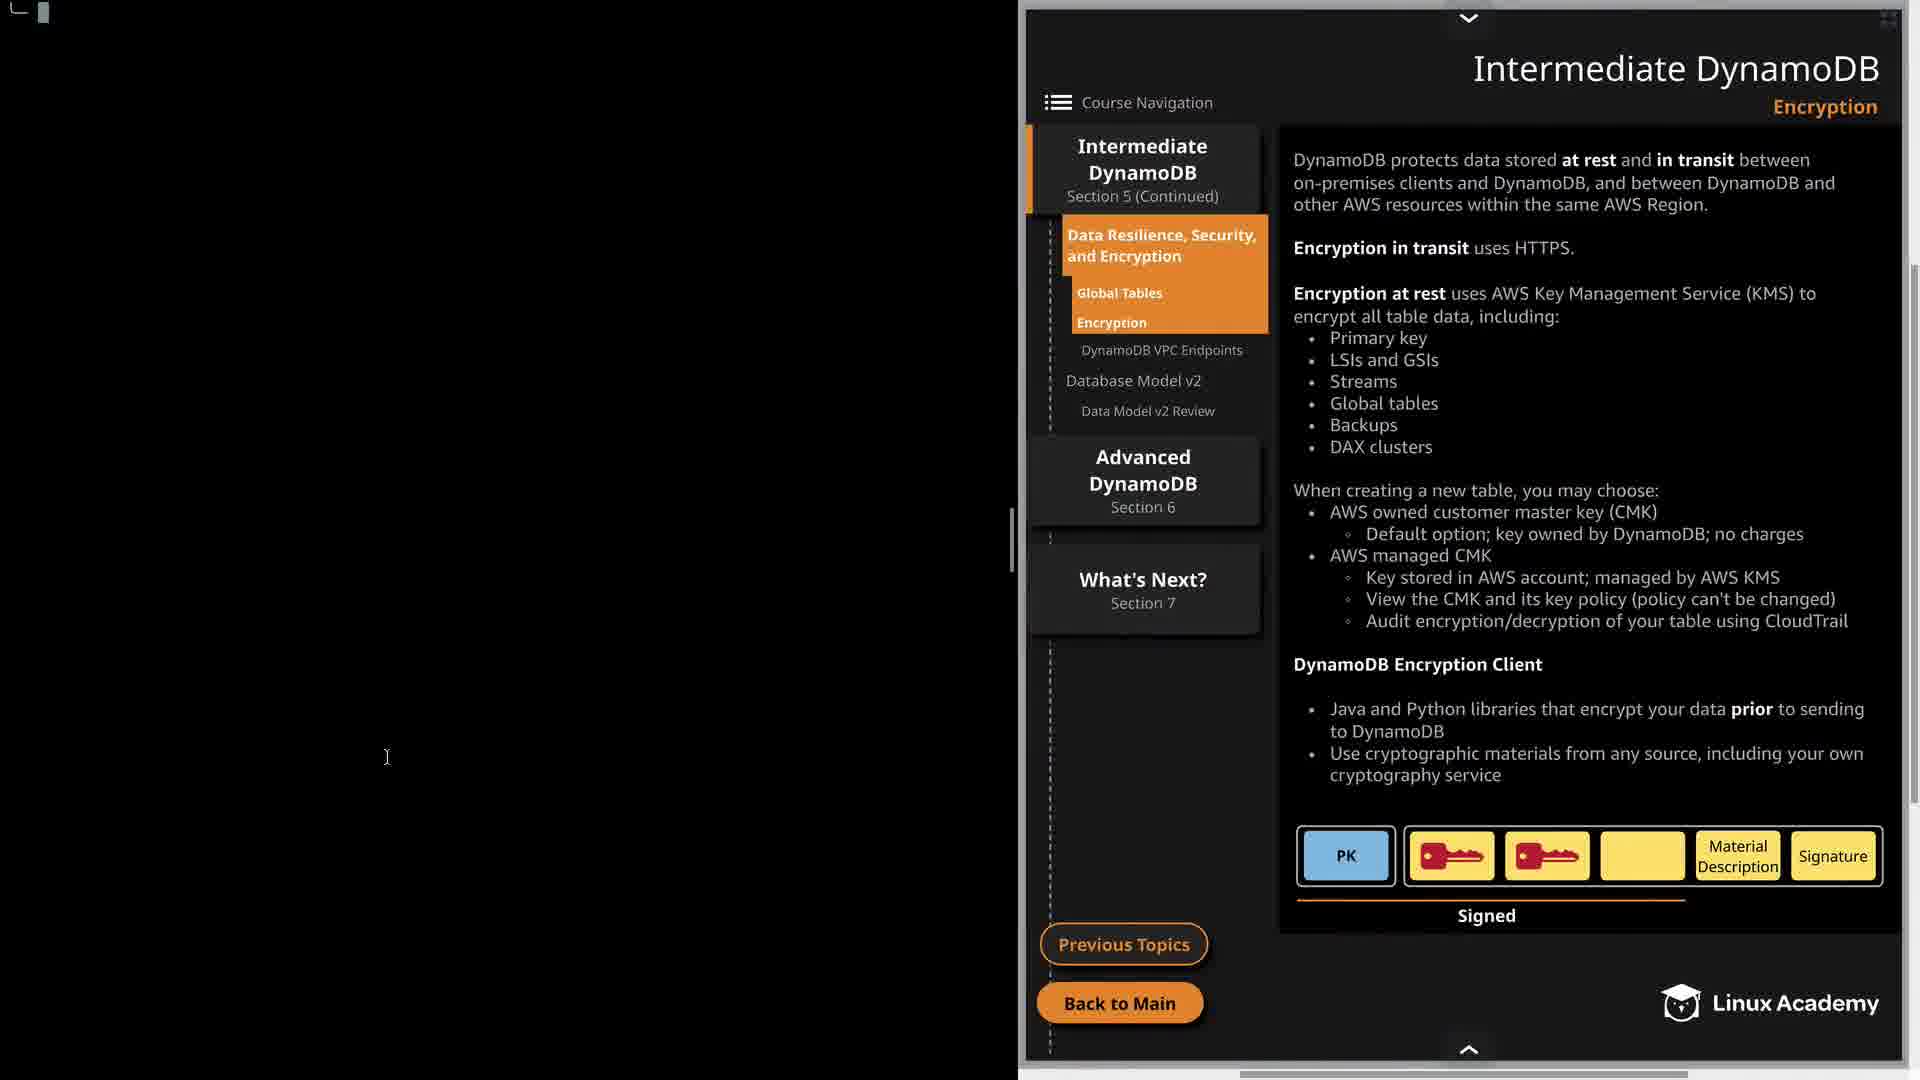 Intermediate DynamoDB
Encryption
Course Navigation
Intermediate
DynamoDB
Section 5 (Continued)
Data Resilience, Security,
and Encryption
Global Tables
Encryption
DynamoDB VPC Endpoints
Database Model v2
Data Model v2 Review
Advanced
DynamoDB
Section 6
What's Next?
Section 7
Previous Topics
Back to Main
DynamoDB protects data stored at rest and in transit between
on-premises clients and DynamoDB, and between DynamoDB and
other AWS resources within the same AWS Region.
Encryption in transit uses HTTPS.
Encryption at rest uses AWS Key Management Service (KMS) to
encrypt all table data, including:
• Primary key
• LSIs and GSIs
• Streams
• Global tables
• Backups
• DAX clusters
When creating a new table, you may choose:
• AWS owned customer master key (CMK)
◦ Default option; key owned by DynamoDB; no charges
• AWS managed CMK
◦ Key stored in AWS account; managed by AWS KMS
◦ View the CMK and its key policy (policy can't be changed)
◦ Audit encryption/decryption of your table using CloudTrail
DynamoDB Encryption Client
• Java and Python libraries that encrypt your data prior to sending
to DynamoDB
• Use cryptographic materials from any source, including your own
cryptography service
PK
Material
Description
Signature
Signed
Linux Academy